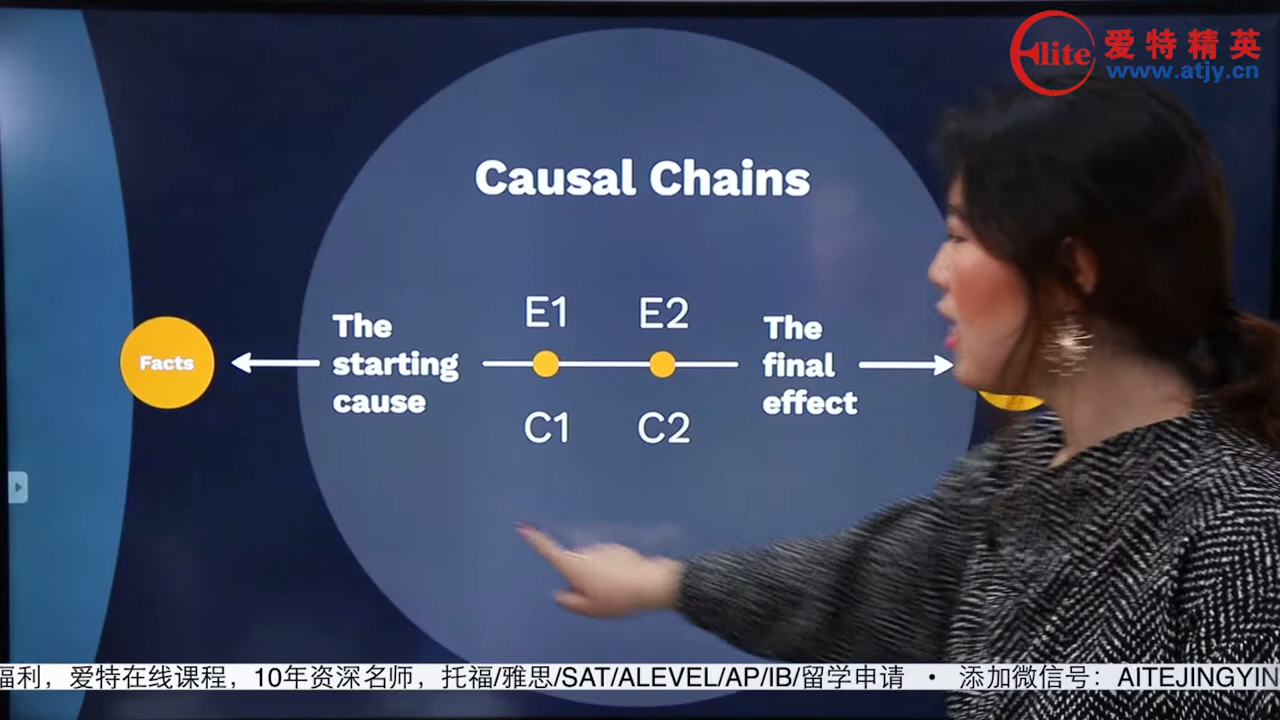 Elite 爱特精英
www.atjy.cn
Causal Chains
E1 E2
The
starting
cause
The
final
effect
Facts
C1 C2
福利，爱特在线课程，10年资深名师，托福/雅思/SAT/ALEVEL/AP/IB/留学申请 • 添加微信号：AITEJINGYIN